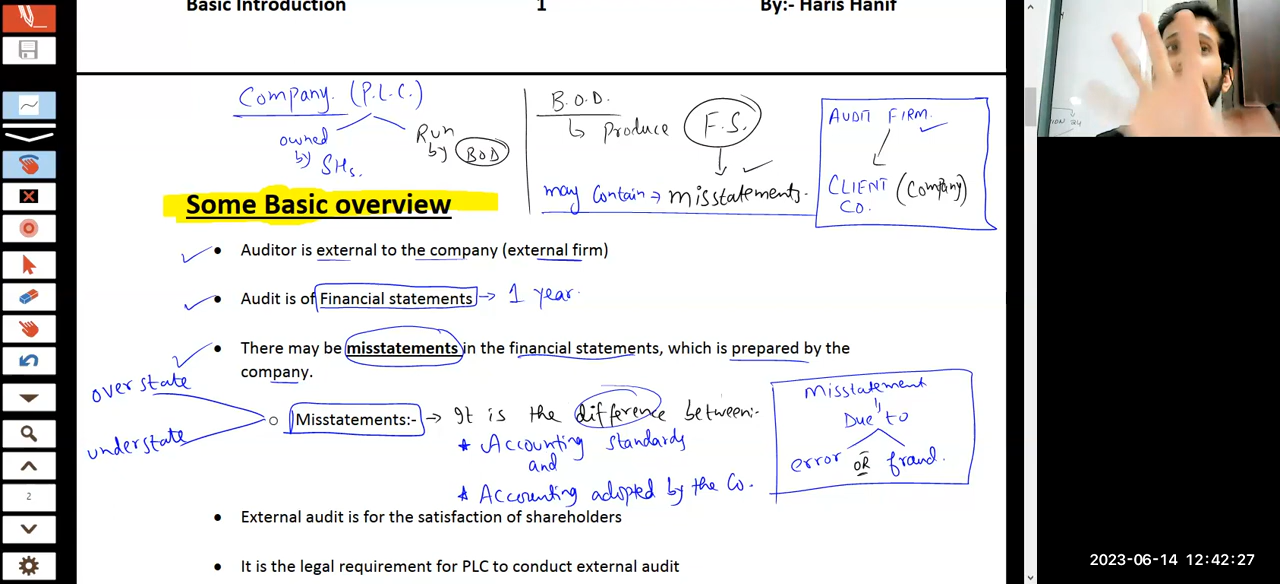 Basic Introduction 1 By:- Haris Hanif
Company. (P.L.C.)
owned by SHs.
Run by BOD
B.O.D.
↳ Produce F.S.
may contain → misstatements.
AUDIT FIRM.
CLIENT CO. (Company)
Some Basic overview
• Auditor is external to the company (external firm)
• Audit is of Financial statements → 1 year.
• There may be misstatements in the financial statements, which is prepared by the
company.
over state
understate
○ Misstatements:- → It is the difference between:-
* Accounting standards
and
* Accounting adopted by the Co.
Misstatement
Due to
error OR fraud.
• External audit is for the satisfaction of shareholders
• It is the legal requirement for PLC to conduct external audit
2
2023-06-14 12:42:27